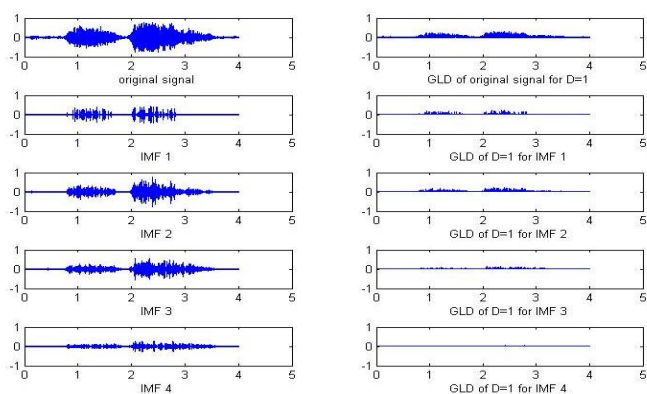 1
0
-1
0 1 2 3 4 5
original signal
1
0
-1
0 1 2 3 4 5
GLD of original signal for D=1
1
0
-1
0 1 2 3 4 5
IMF 1
1
0
-1
0 1 2 3 4 5
GLD of D=1 for IMF 1
1
0
-1
0 1 2 3 4 5
IMF 2
1
0
-1
0 1 2 3 4 5
GLD of D=1 for IMF 2
1
0
-1
0 1 2 3 4 5
IMF 3
1
0
-1
0 1 2 3 4 5
GLD of D=1 for IMF 3
1
0
-1
0 1 2 3 4 5
IMF 4
1
0
-1
0 1 2 3 4 5
GLD of D=1 for IMF 4